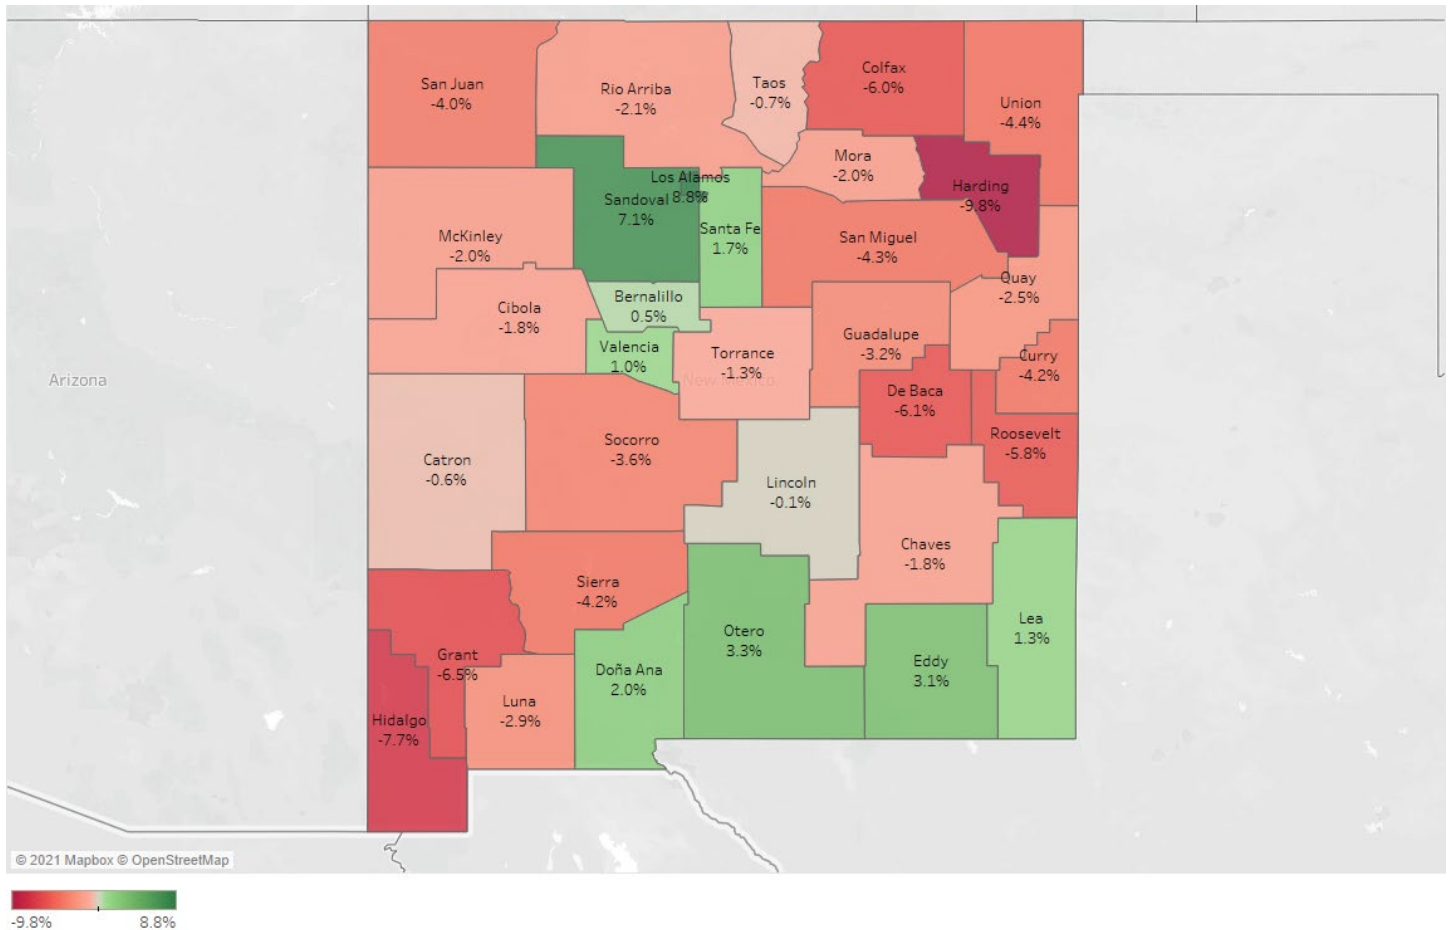 San Juan
-4.0%
Rio Arriba
-2.1%
Taos
-0.7%
Colfax
-6.0%
Union
-4.4%
Mora
-2.0%
Harding
-9.8%
Los Alamos
8.8%
Sandoval
7.1%
Santa Fe
1.7%
San Miguel
-4.3%
McKinley
-2.0%
Quay
-2.5%
Cibola
-1.8%
Bernalillo
0.5%
Valencia
1.0%
Torrance
-1.3%
New Mexico
Guadalupe
-3.2%
Curry
-4.2%
Arizona
De Baca
-6.1%
Roosevelt
-5.8%
Catron
-0.6%
Socorro
-3.6%
Lincoln
-0.1%
Chaves
-1.8%
Sierra
-4.2%
Otero
3.3%
Lea
1.3%
Grant
-6.5%
Doña Ana
2.0%
Eddy
3.1%
Luna
-2.9%
Hidalgo
-7.7%
© 2021 Mapbox © OpenStreetMap
-9.8%
8.8%